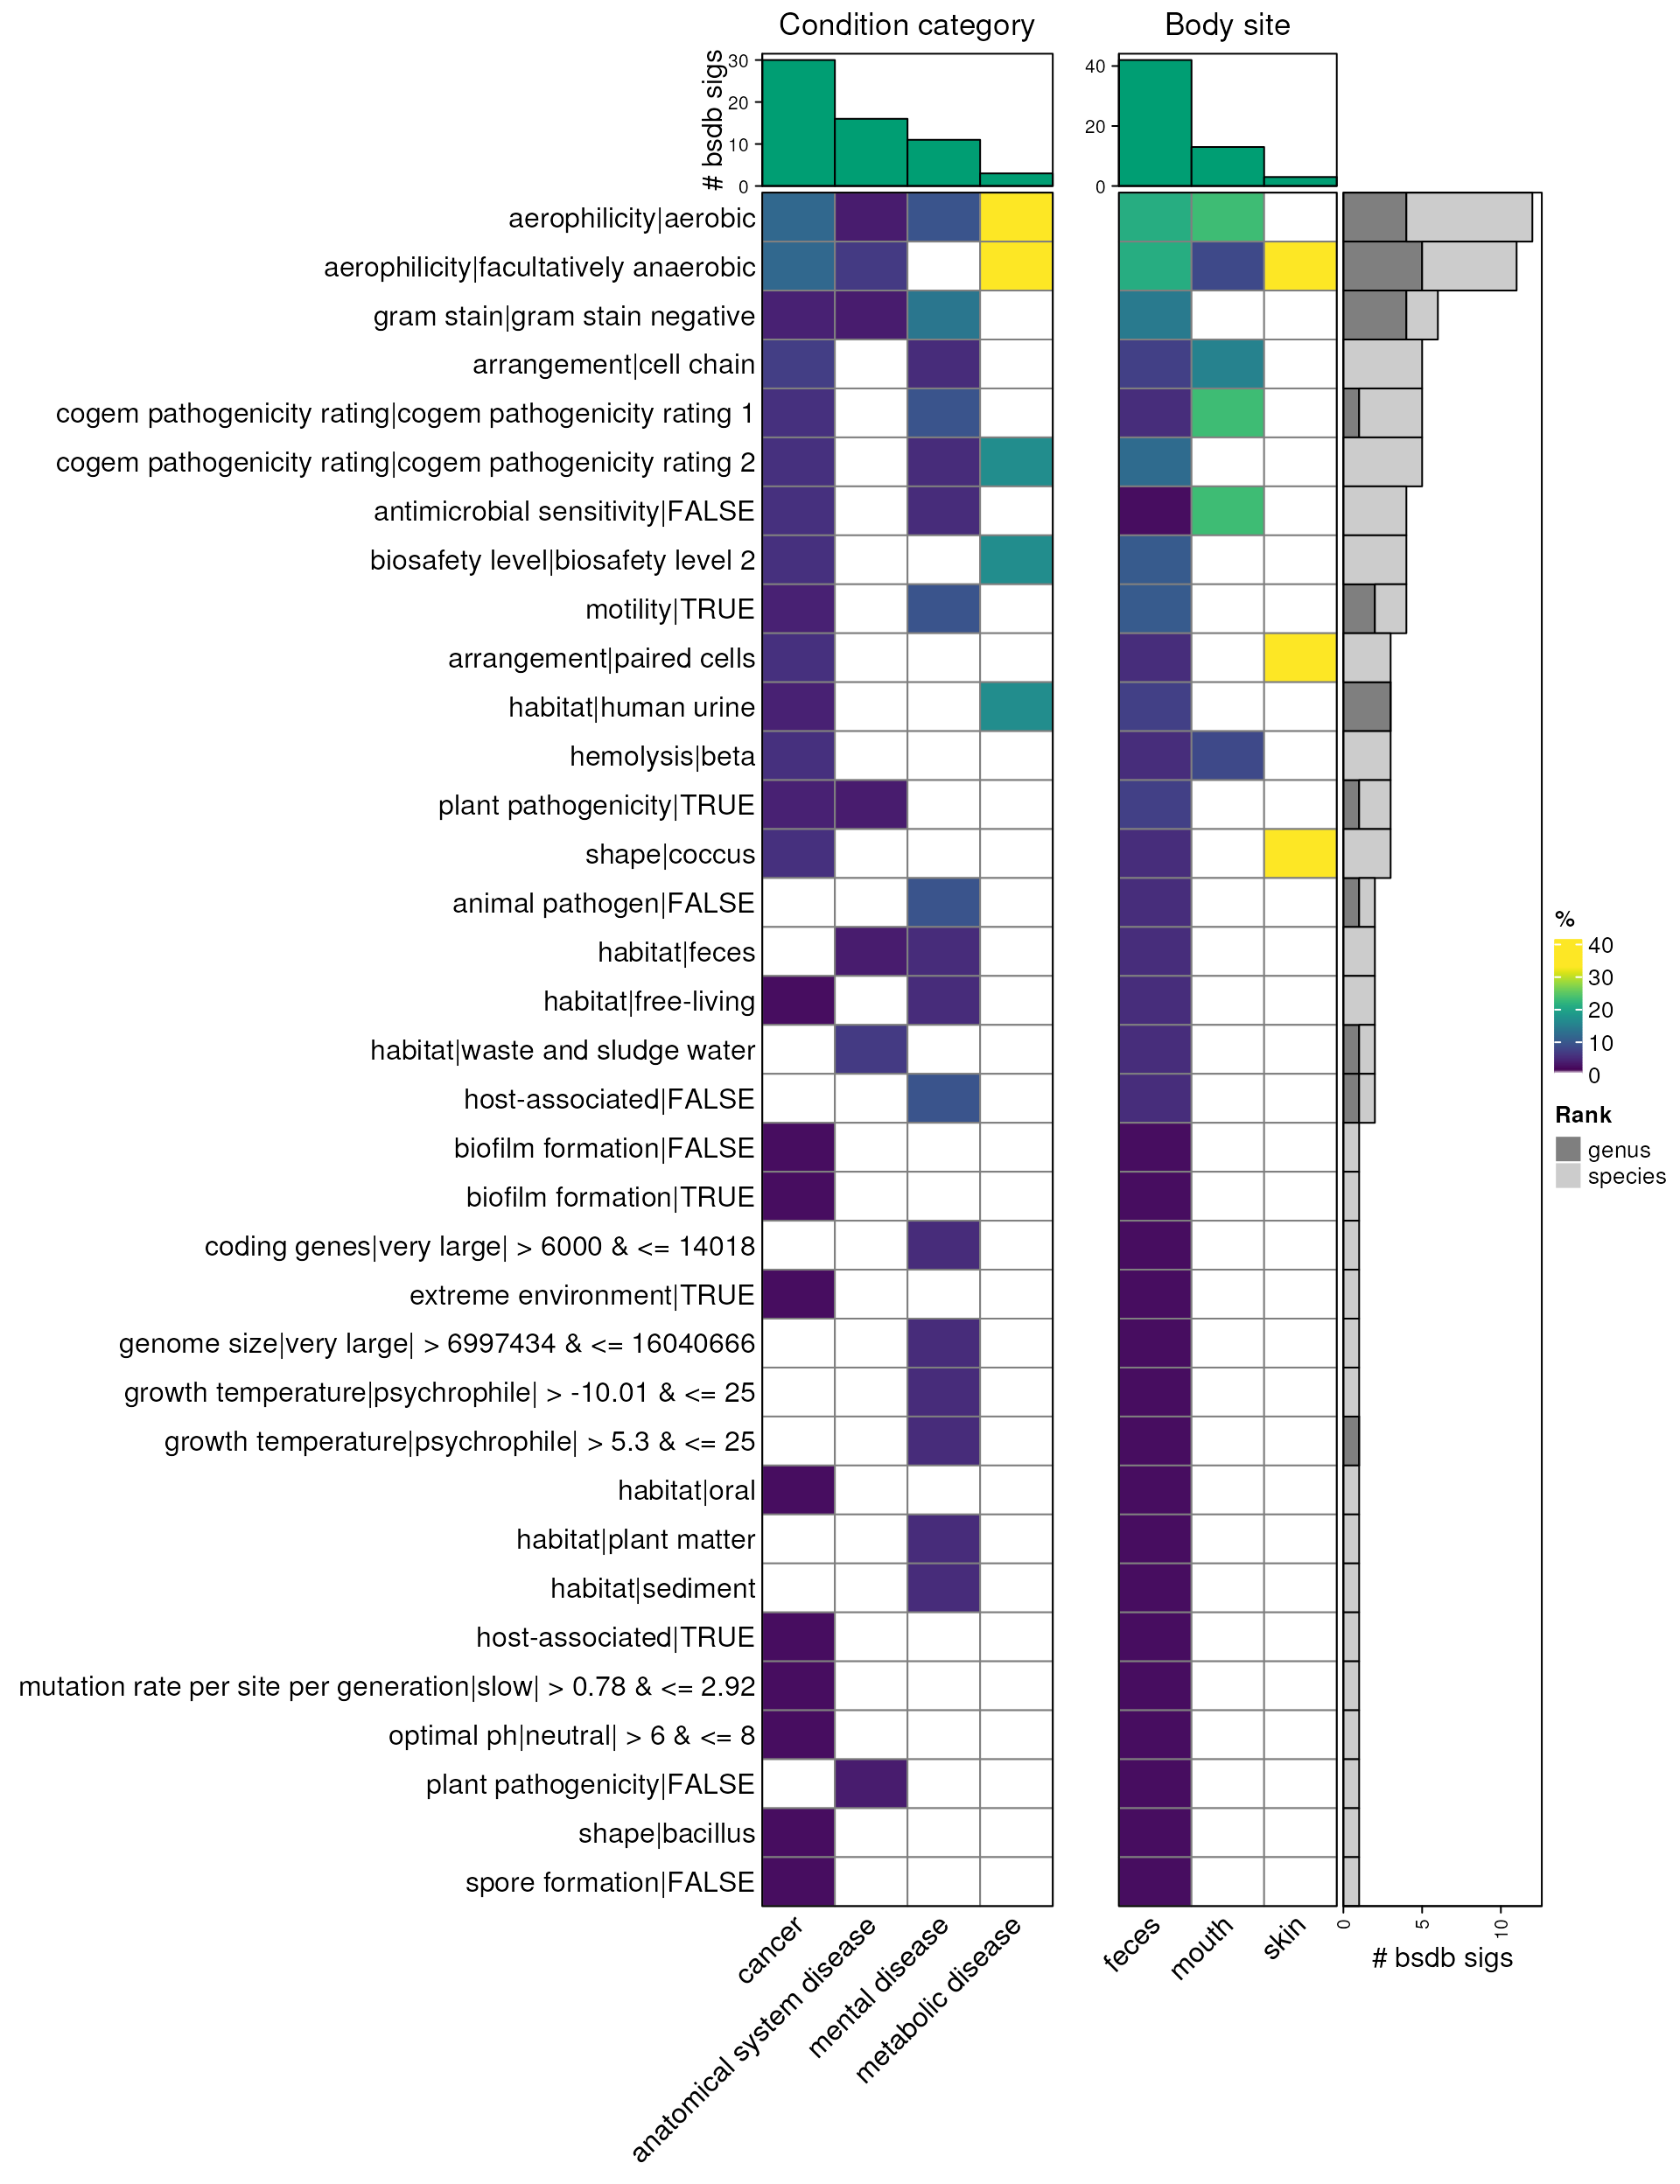 Condition category
Body site
# bsdb sigs
30
20
10
0
40
20
0
aerophilicity|aerobic
aerophilicity|facultatively anaerobic
gram stain|gram stain negative
arrangement|cell chain
cogem pathogenicity rating|cogem pathogenicity rating 1
cogem pathogenicity rating|cogem pathogenicity rating 2
antimicrobial sensitivity|FALSE
biosafety level|biosafety level 2
motility|TRUE
arrangement|paired cells
habitat|human urine
hemolysis|beta
plant pathogenicity|TRUE
shape|coccus
animal pathogen|FALSE
habitat|feces
habitat|free-living
habitat|waste and sludge water
host-associated|FALSE
biofilm formation|FALSE
biofilm formation|TRUE
coding genes|very large| > 6000 & <= 14018
extreme environment|TRUE
genome size|very large| > 6997434 & <= 16040666
growth temperature|psychrophile| > -10.01 & <= 25
growth temperature|psychrophile| > 5.3 & <= 25
habitat|oral
habitat|plant matter
habitat|sediment
host-associated|TRUE
mutation rate per site per generation|slow| > 0.78 & <= 2.92
optimal ph|neutral| > 6 & <= 8
plant pathogenicity|FALSE
shape|bacillus
spore formation|FALSE
cancer
anatomical system disease
mental disease
metabolic disease
feces
mouth
skin
0
5
10
# bsdb sigs
%
40
30
20
10
0
Rank
genus
species